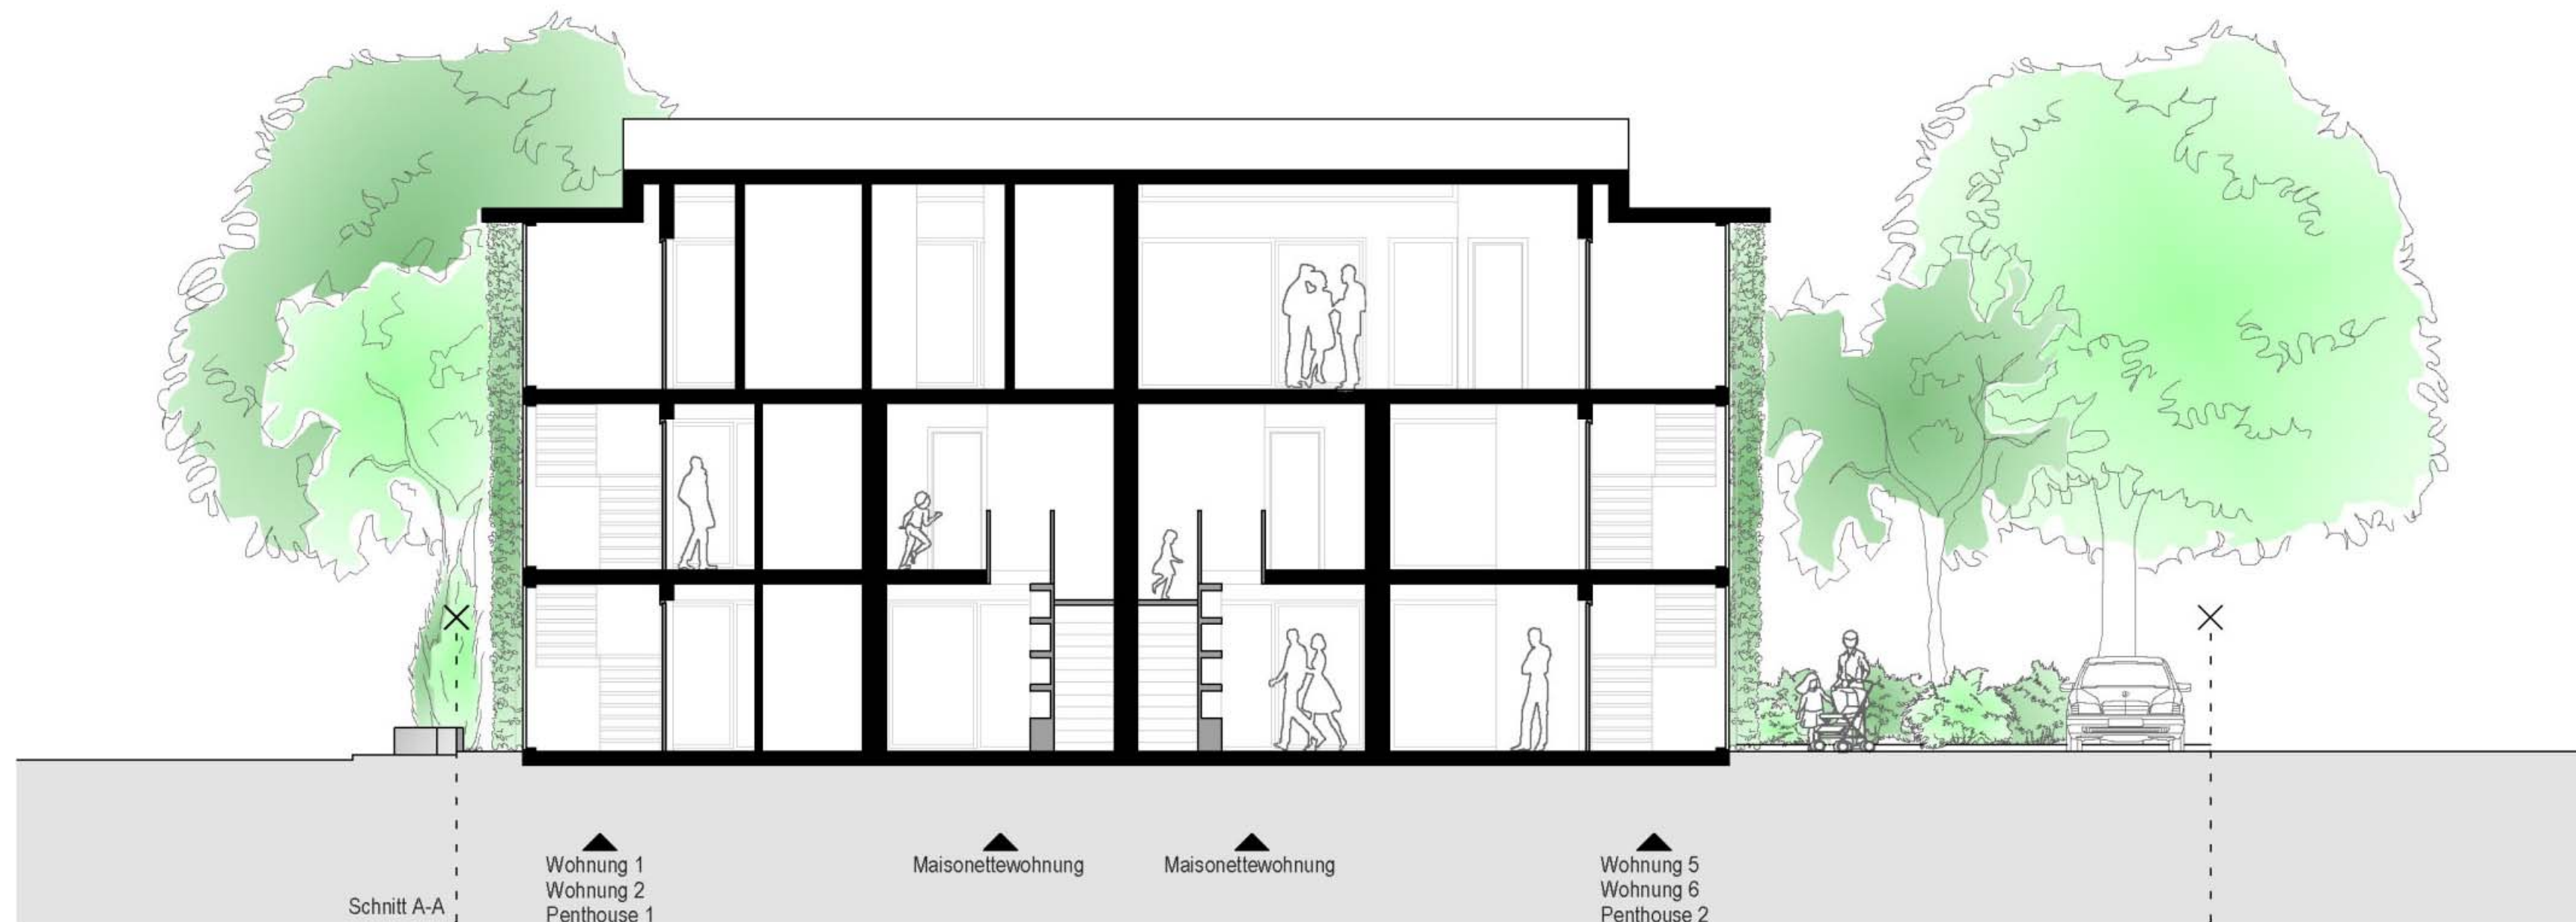 Wohnung 1
Wohnung 2
Penthouse 1
Maisonettewohnung
Maisonettewohnung
Wohnung 5
Wohnung 6
Penthouse 2
Schnitt A-A